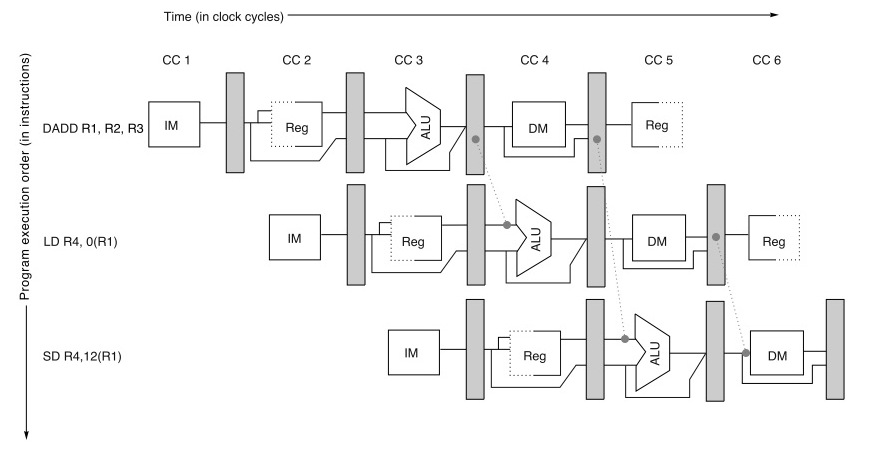 Time (in clock cycles)
CC 1 CC 2 CC 3 CC 4 CC 5 CC 6
Program execution order (in instructions)
DADD R1, R2, R3 IM Reg ALU DM Reg
LD R4, 0(R1) IM Reg ALU DM Reg
SD R4,12(R1) IM Reg ALU DM